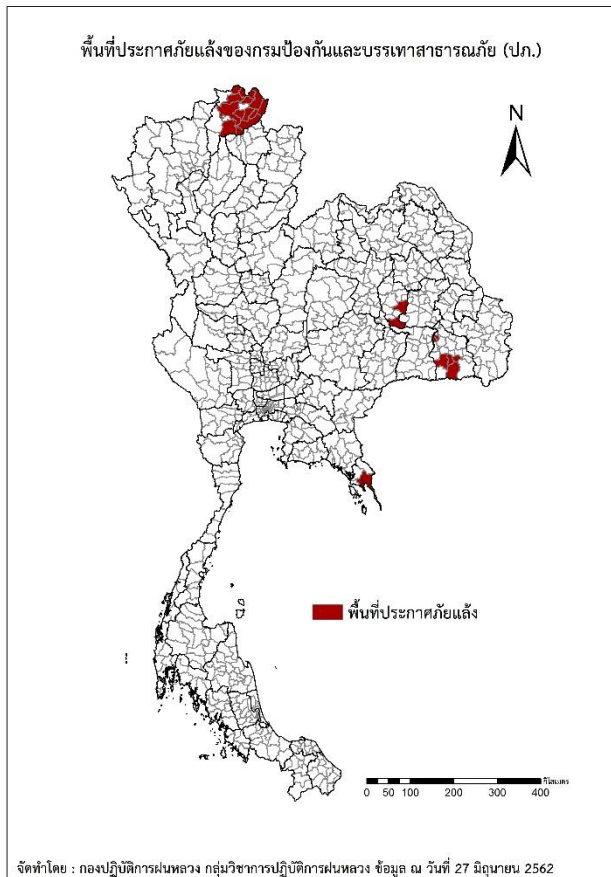 พื้นที่ประกาศภัยแล้งของกรมป้องกันและบรรเทาสาธารณภัย (ปภ.)
N
พื้นที่ประกาศภัยแล้ง
กิโลเมตร
0 50 100 200 300 400
จัดทำโดย : กองปฏิบัติการฝนหลวง กลุ่มวิชาการปฏิบัติการฝนหลวง ข้อมูล ณ วันที่ 27 มิถุนายน 2562